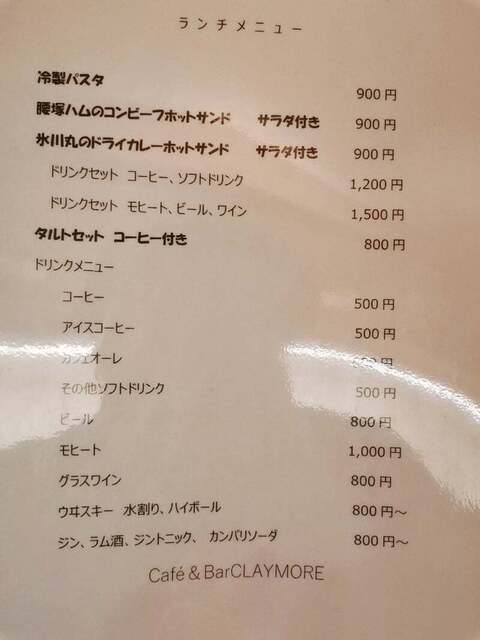 ランチメニュー
冷製パスタ 900円
腰塚ハムのコンビーフホットサンド サラダ付き 900円
氷川丸のドライカレーホットサンド サラダ付き 900円
ドリンクセット コーヒー、ソフトドリンク 1,200円
ドリンクセット モヒート、ビール、ワイン 1,500円
タルトセット コーヒー付き 800円
ドリンクメニュー
コーヒー 500円
アイスコーヒー 500円
カフェオーレ
その他ソフトドリンク 500円
ビール 800円
モヒート 1,000円
グラスワイン 800円
ウヰスキー 水割り、ハイボール 800円～
ジン、ラム酒、ジントニック、 カンパリソーダ 800円～
Café & BarCLAYMORE